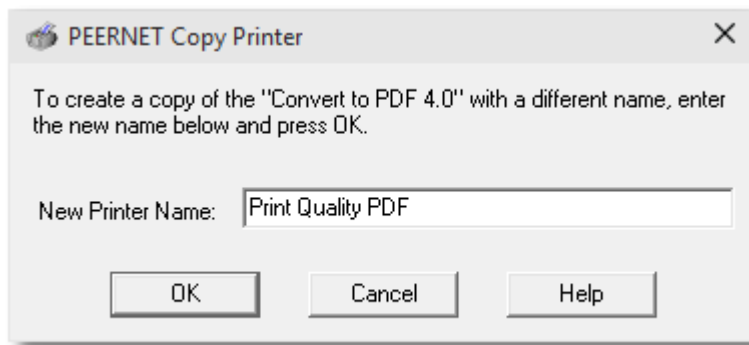 PEERNET Copy Printer
To create a copy of the "Convert to PDF 4.0" with a different name, enter
the new name below and press OK.
New Printer Name: Print Quality PDF
OK Cancel Help